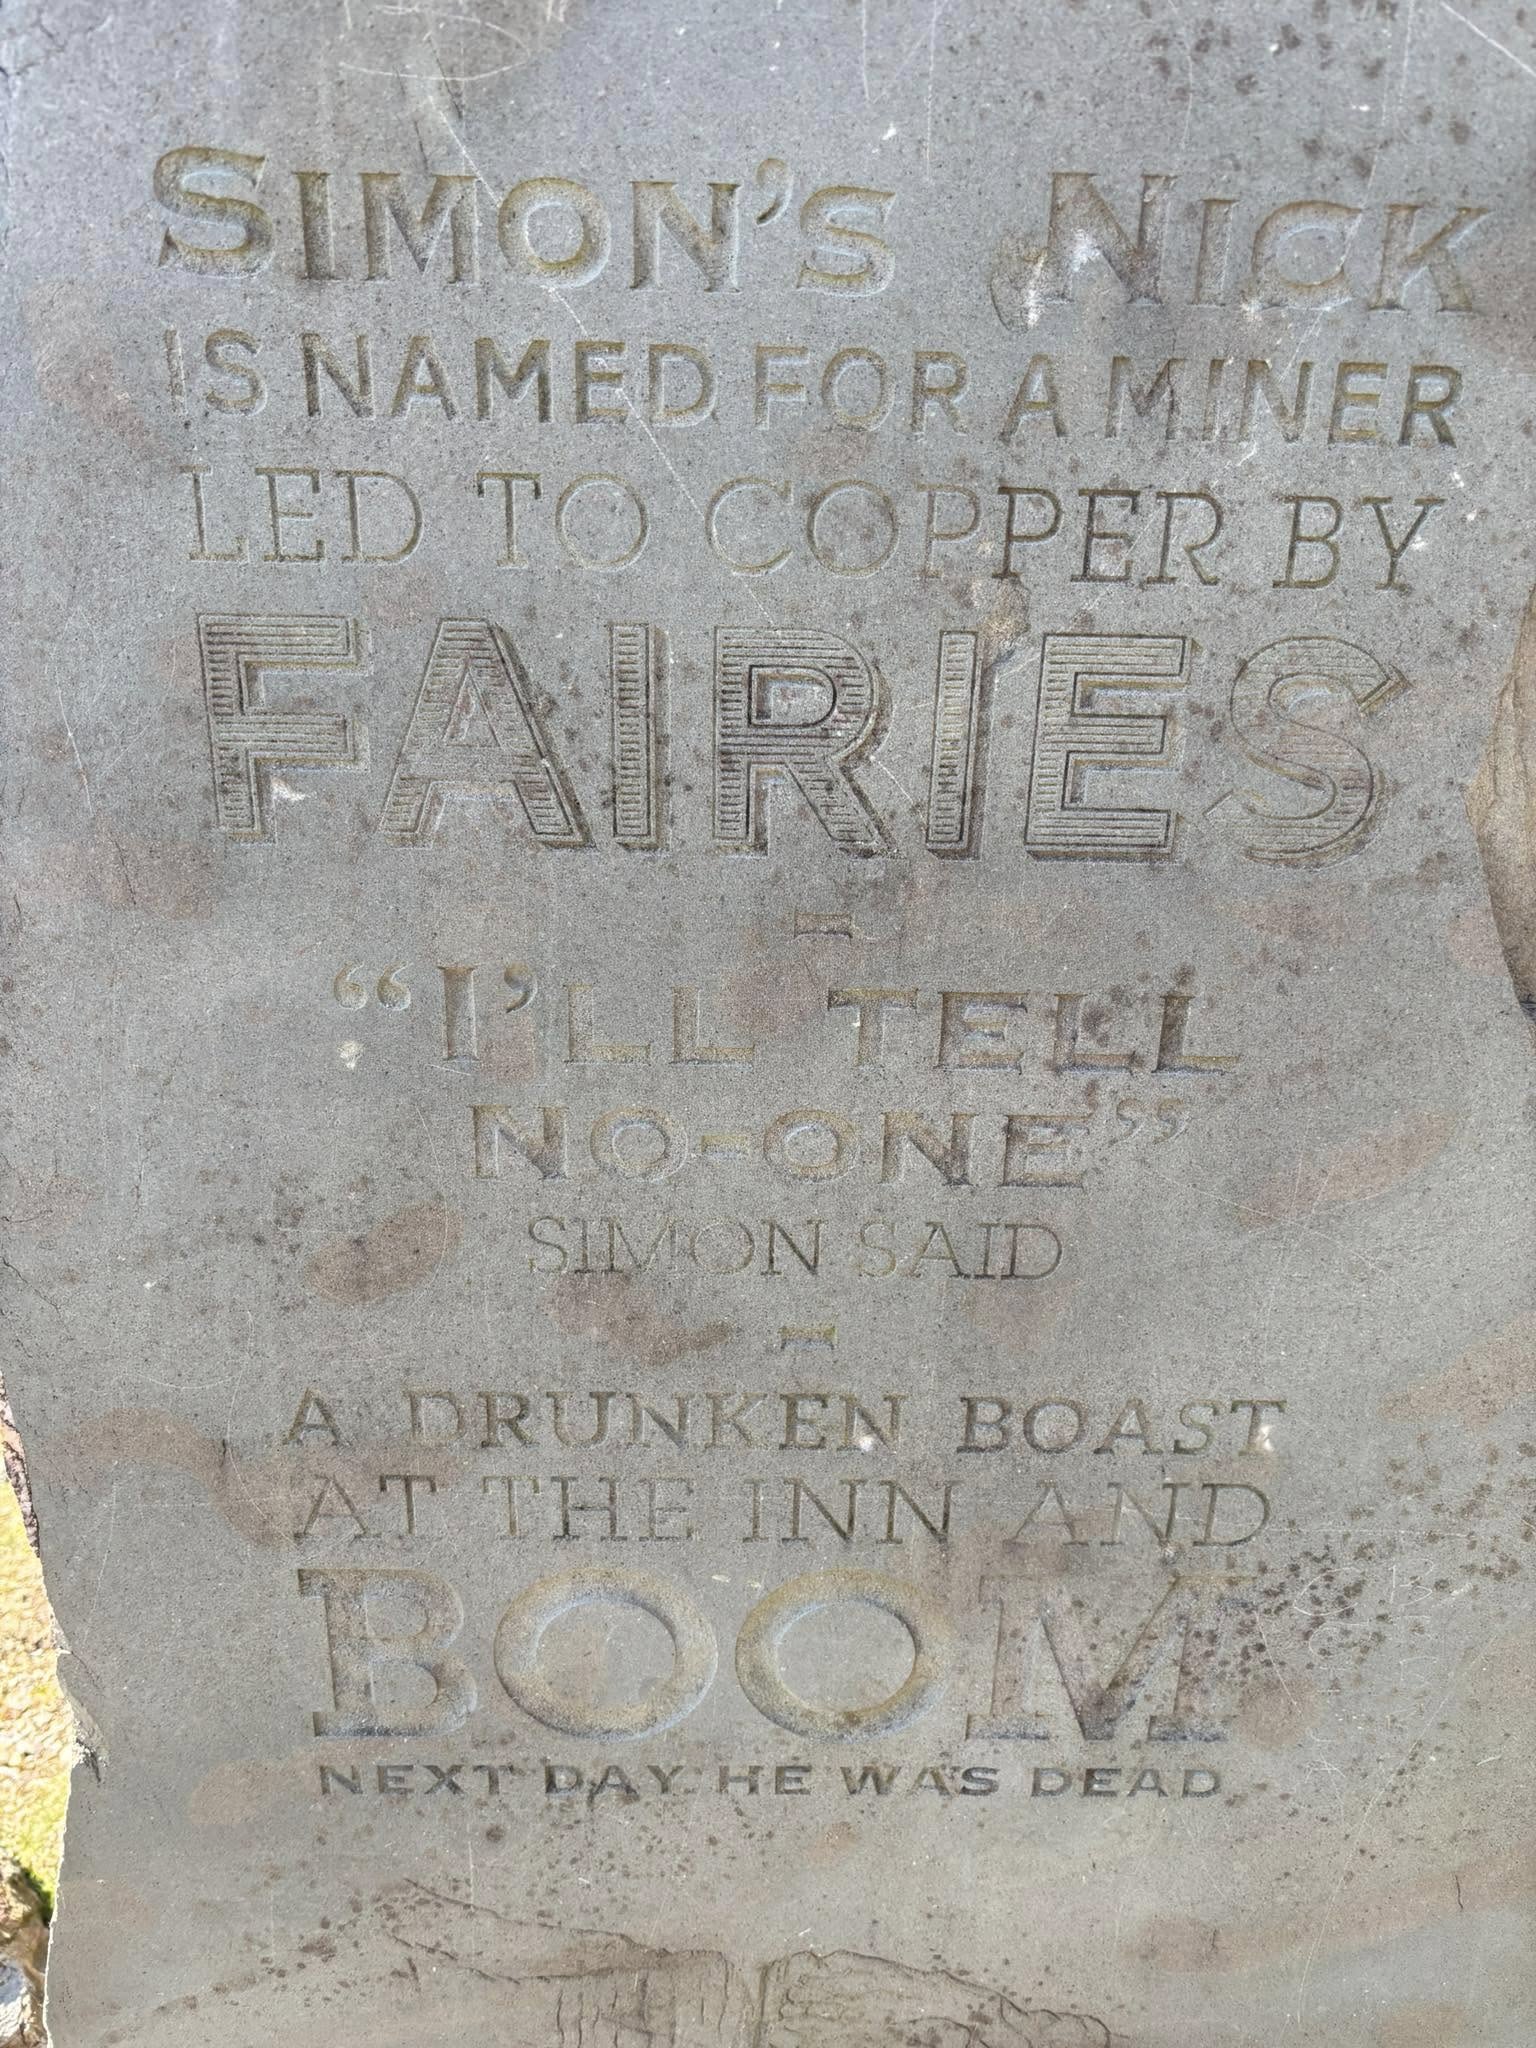 SIMON'S NICK
IS NAMED FOR A MINER
LED TO COPPER BY
FAIRIES
-
“I'LL TELL
NO-ONE”
SIMON SAID
-
A DRUNKEN BOAST
AT THE INN AND
BOOM
NEXT DAY HE WAS DEAD